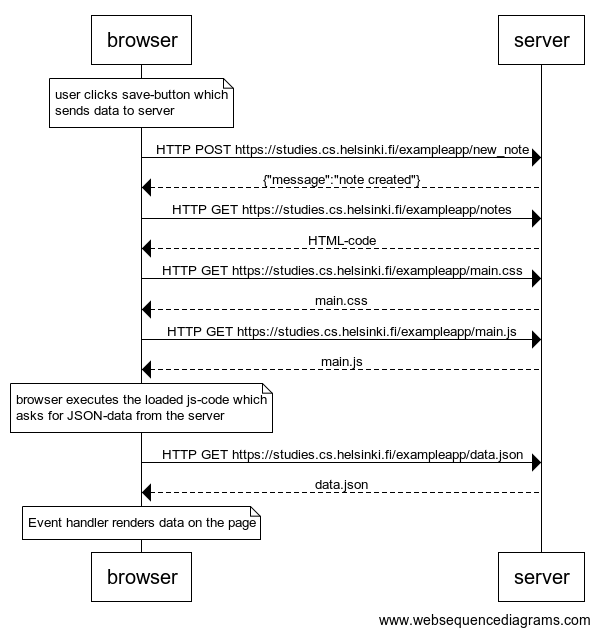 browser
server
user clicks save-button which
sends data to server
HTTP POST https://studies.cs.helsinki.fi/exampleapp/new_note
{"message":"note created"}
HTTP GET https://studies.cs.helsinki.fi/exampleapp/notes
HTML-code
HTTP GET https://studies.cs.helsinki.fi/exampleapp/main.css
main.css
HTTP GET https://studies.cs.helsinki.fi/exampleapp/main.js
main.js
browser executes the loaded js-code which
asks for JSON-data from the server
HTTP GET https://studies.cs.helsinki.fi/exampleapp/data.json
data.json
Event handler renders data on the page
browser
server
www.websequencediagrams.com